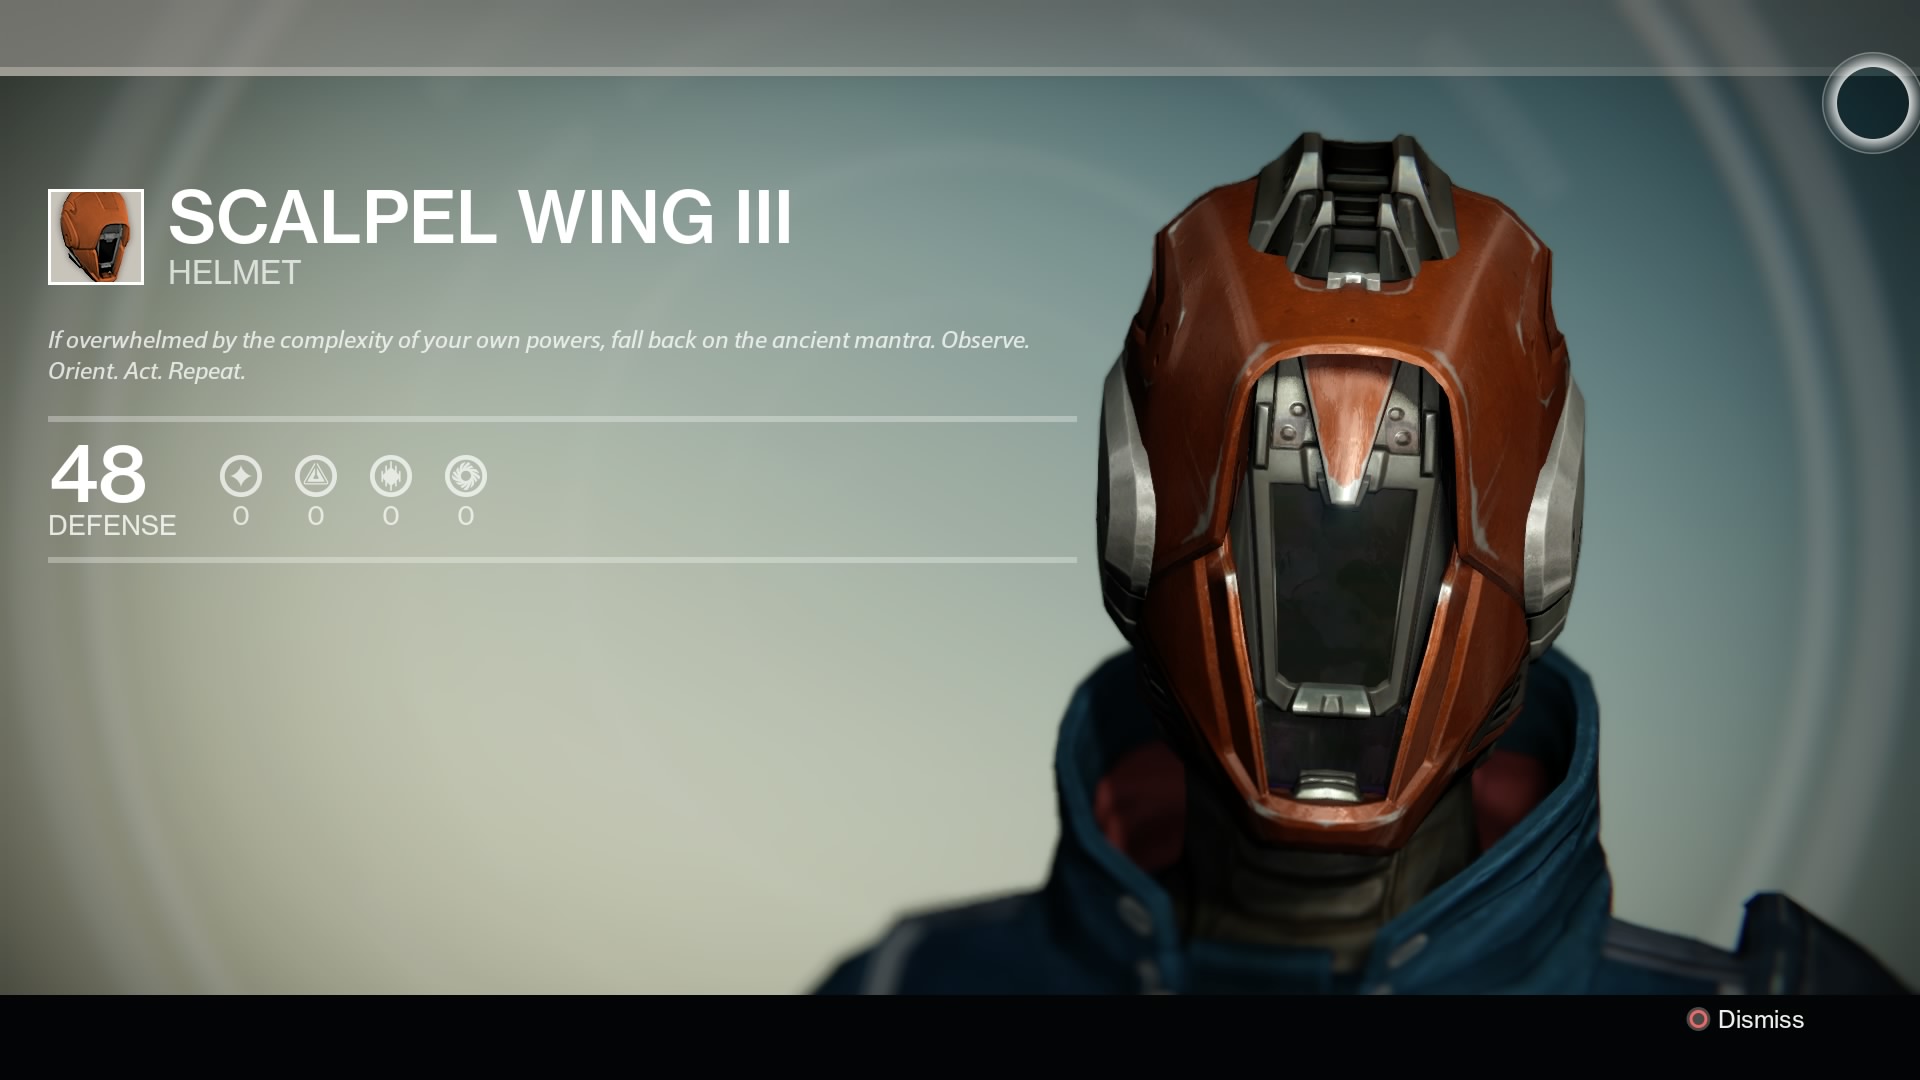 SCALPEL WING III
HELMET
If overwhelmed by the complexity of your own powers, fall back on the ancient mantra. Observe.
Orient. Act. Repeat.
48
DEFENSE
0 0 0 0
Dismiss